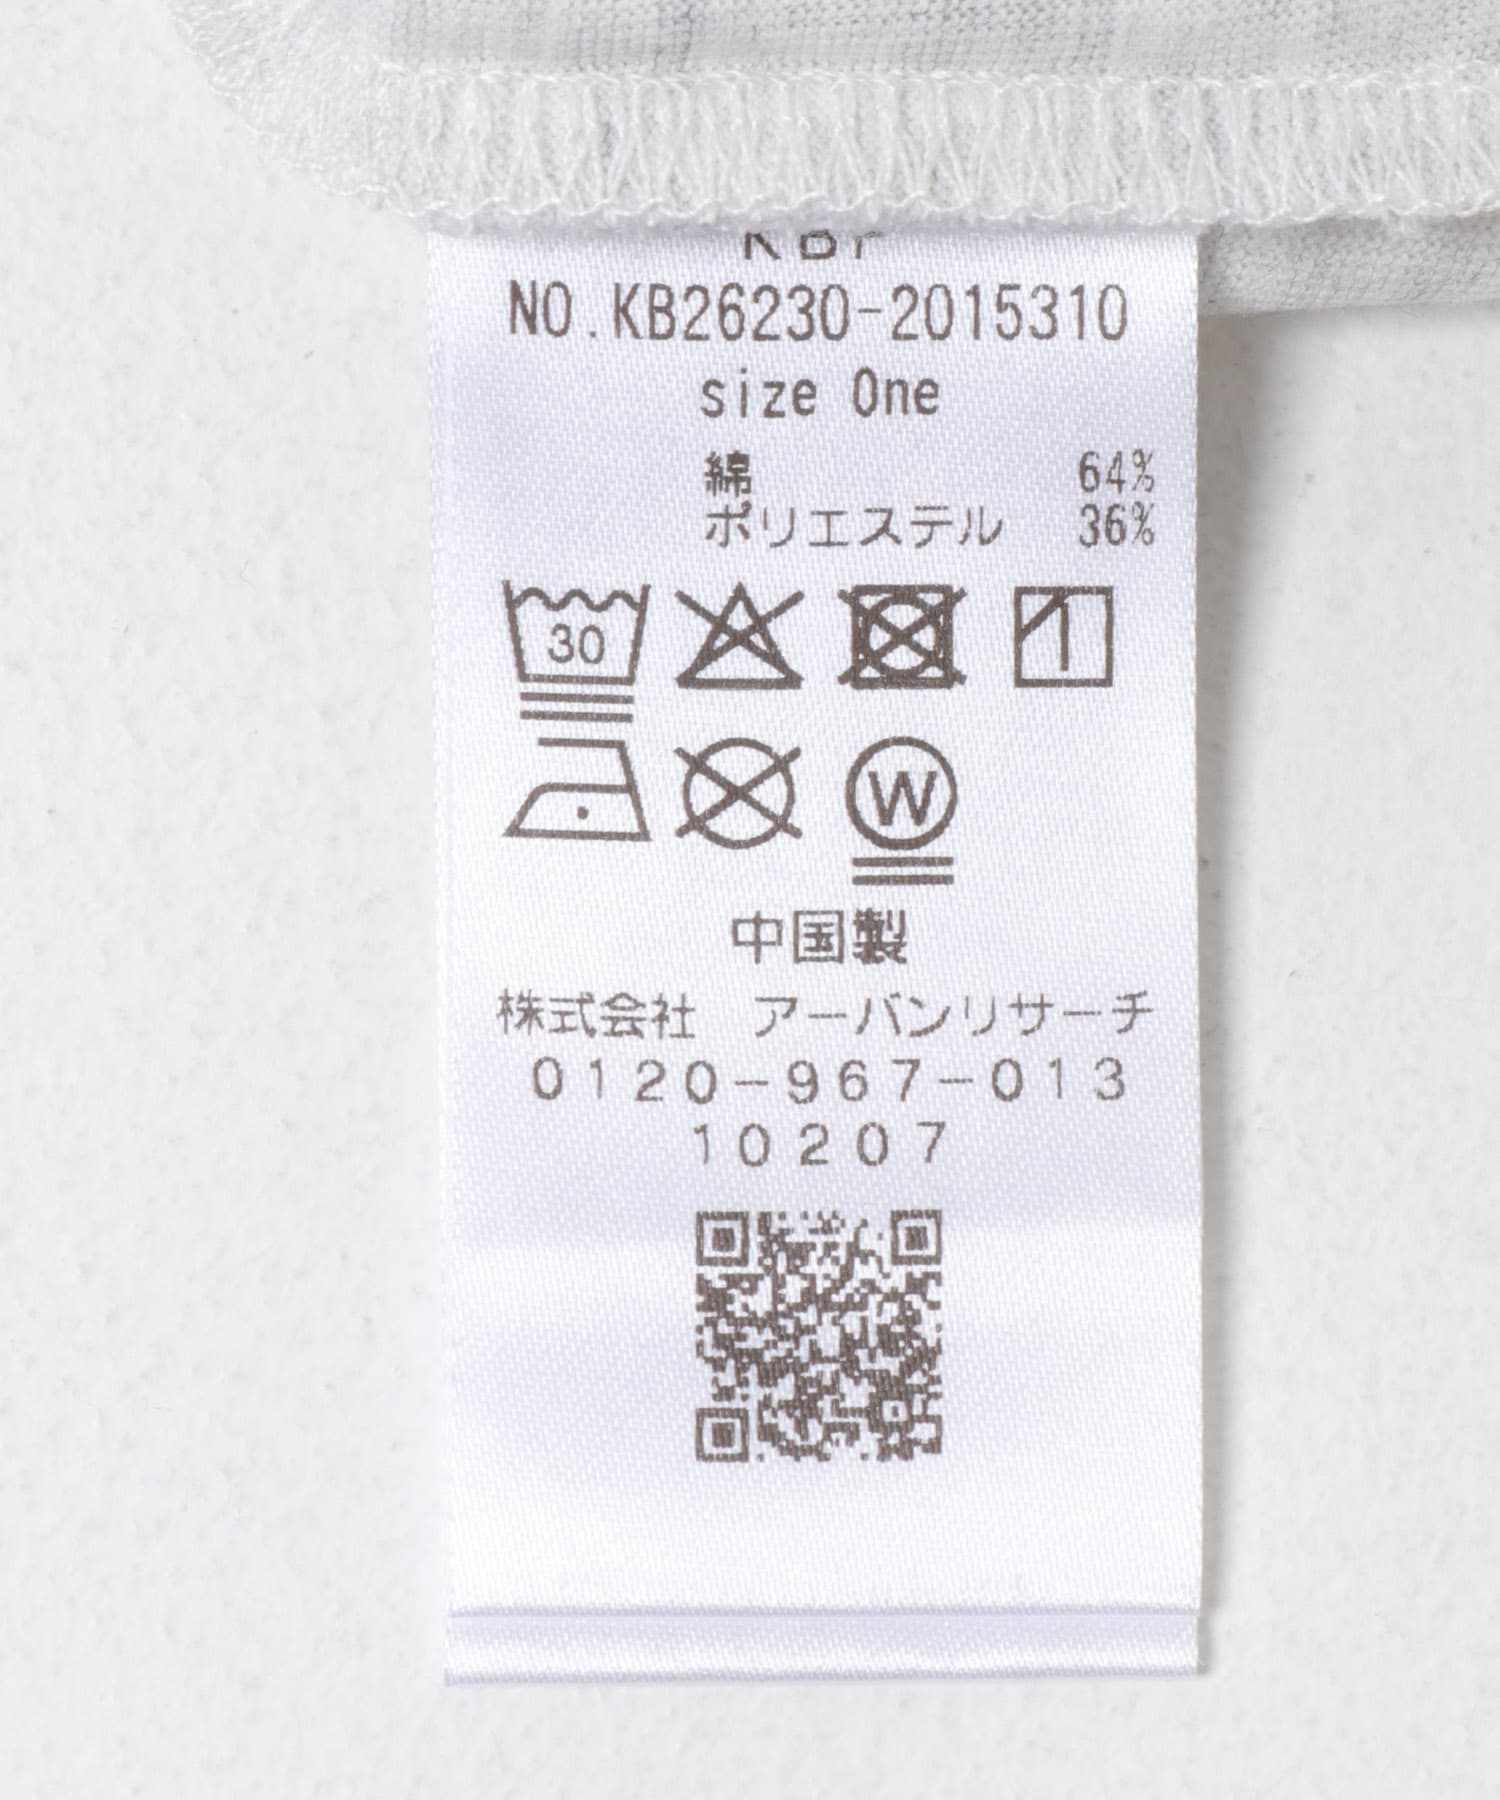 KBF
NO.KB26230-2015310
size One
綿 64%
ポリエステル 36%
30
W
中国製
株式会社 アーバンリサーチ
0120-967-013
10207